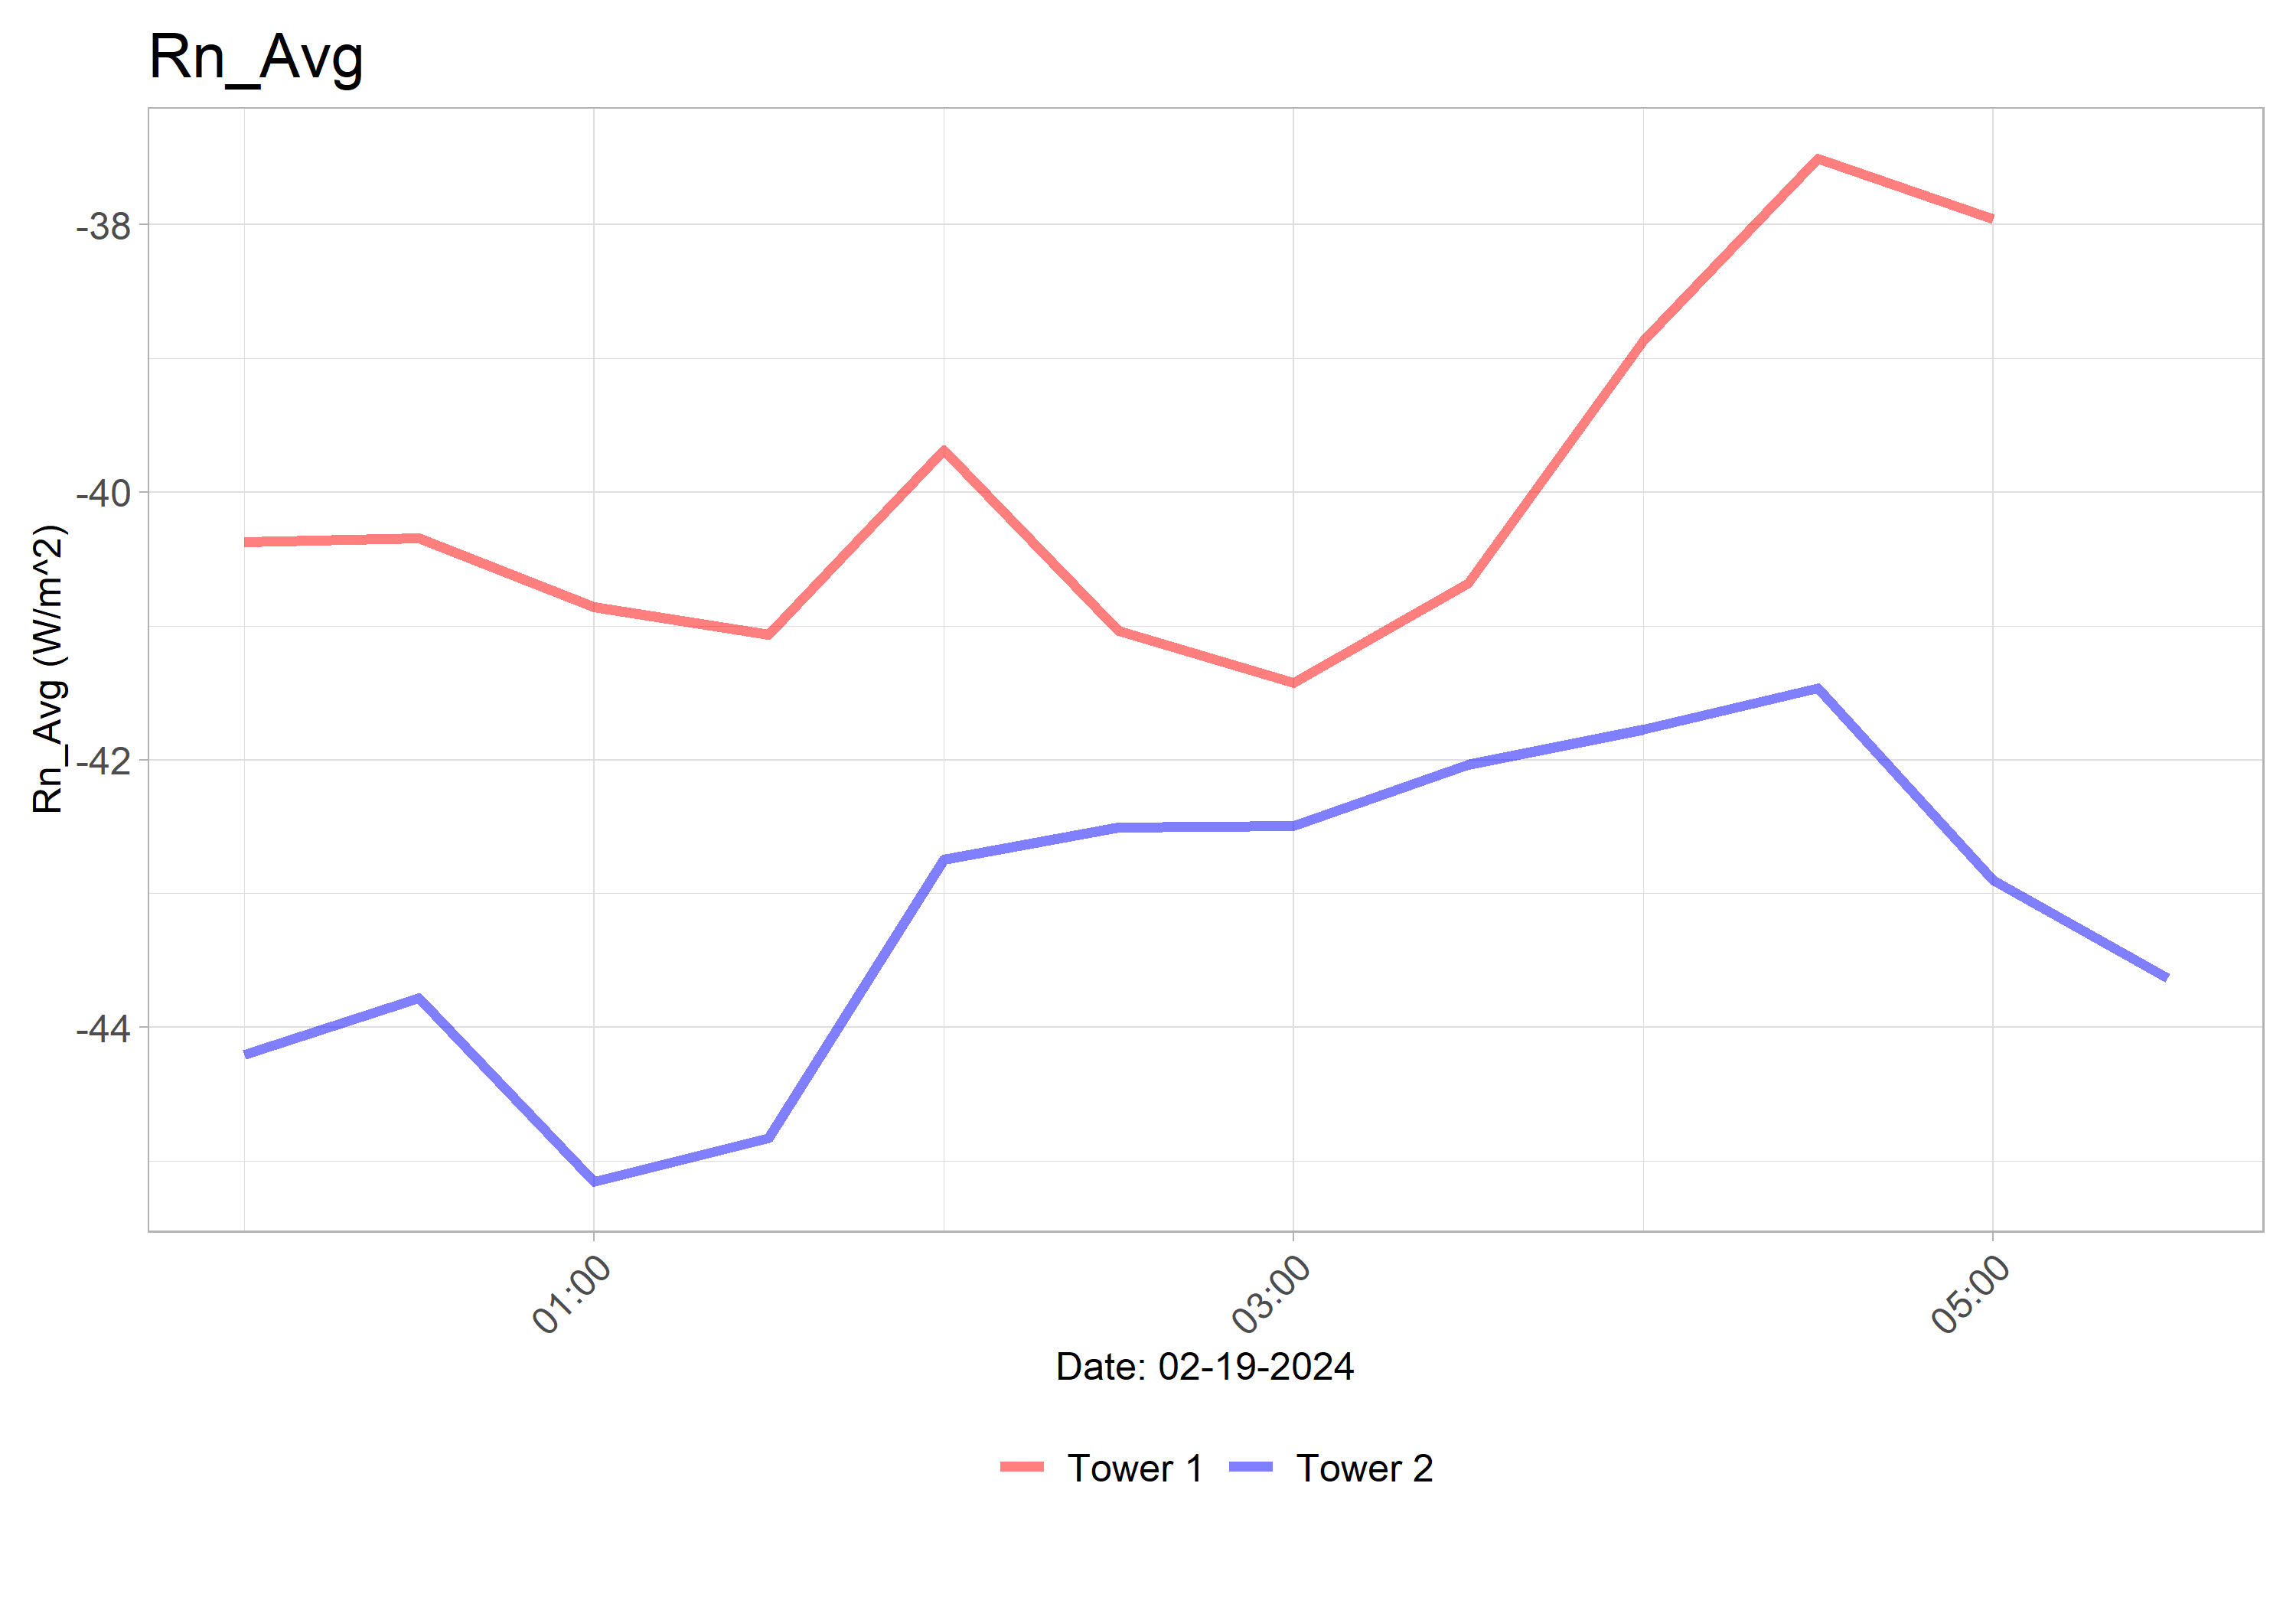 Rn_Avg
-38
-40
-42
-44
Rn_Avg (W/m^2)
01:00
03:00
05:00
Date: 02-19-2024
Tower 1
Tower 2